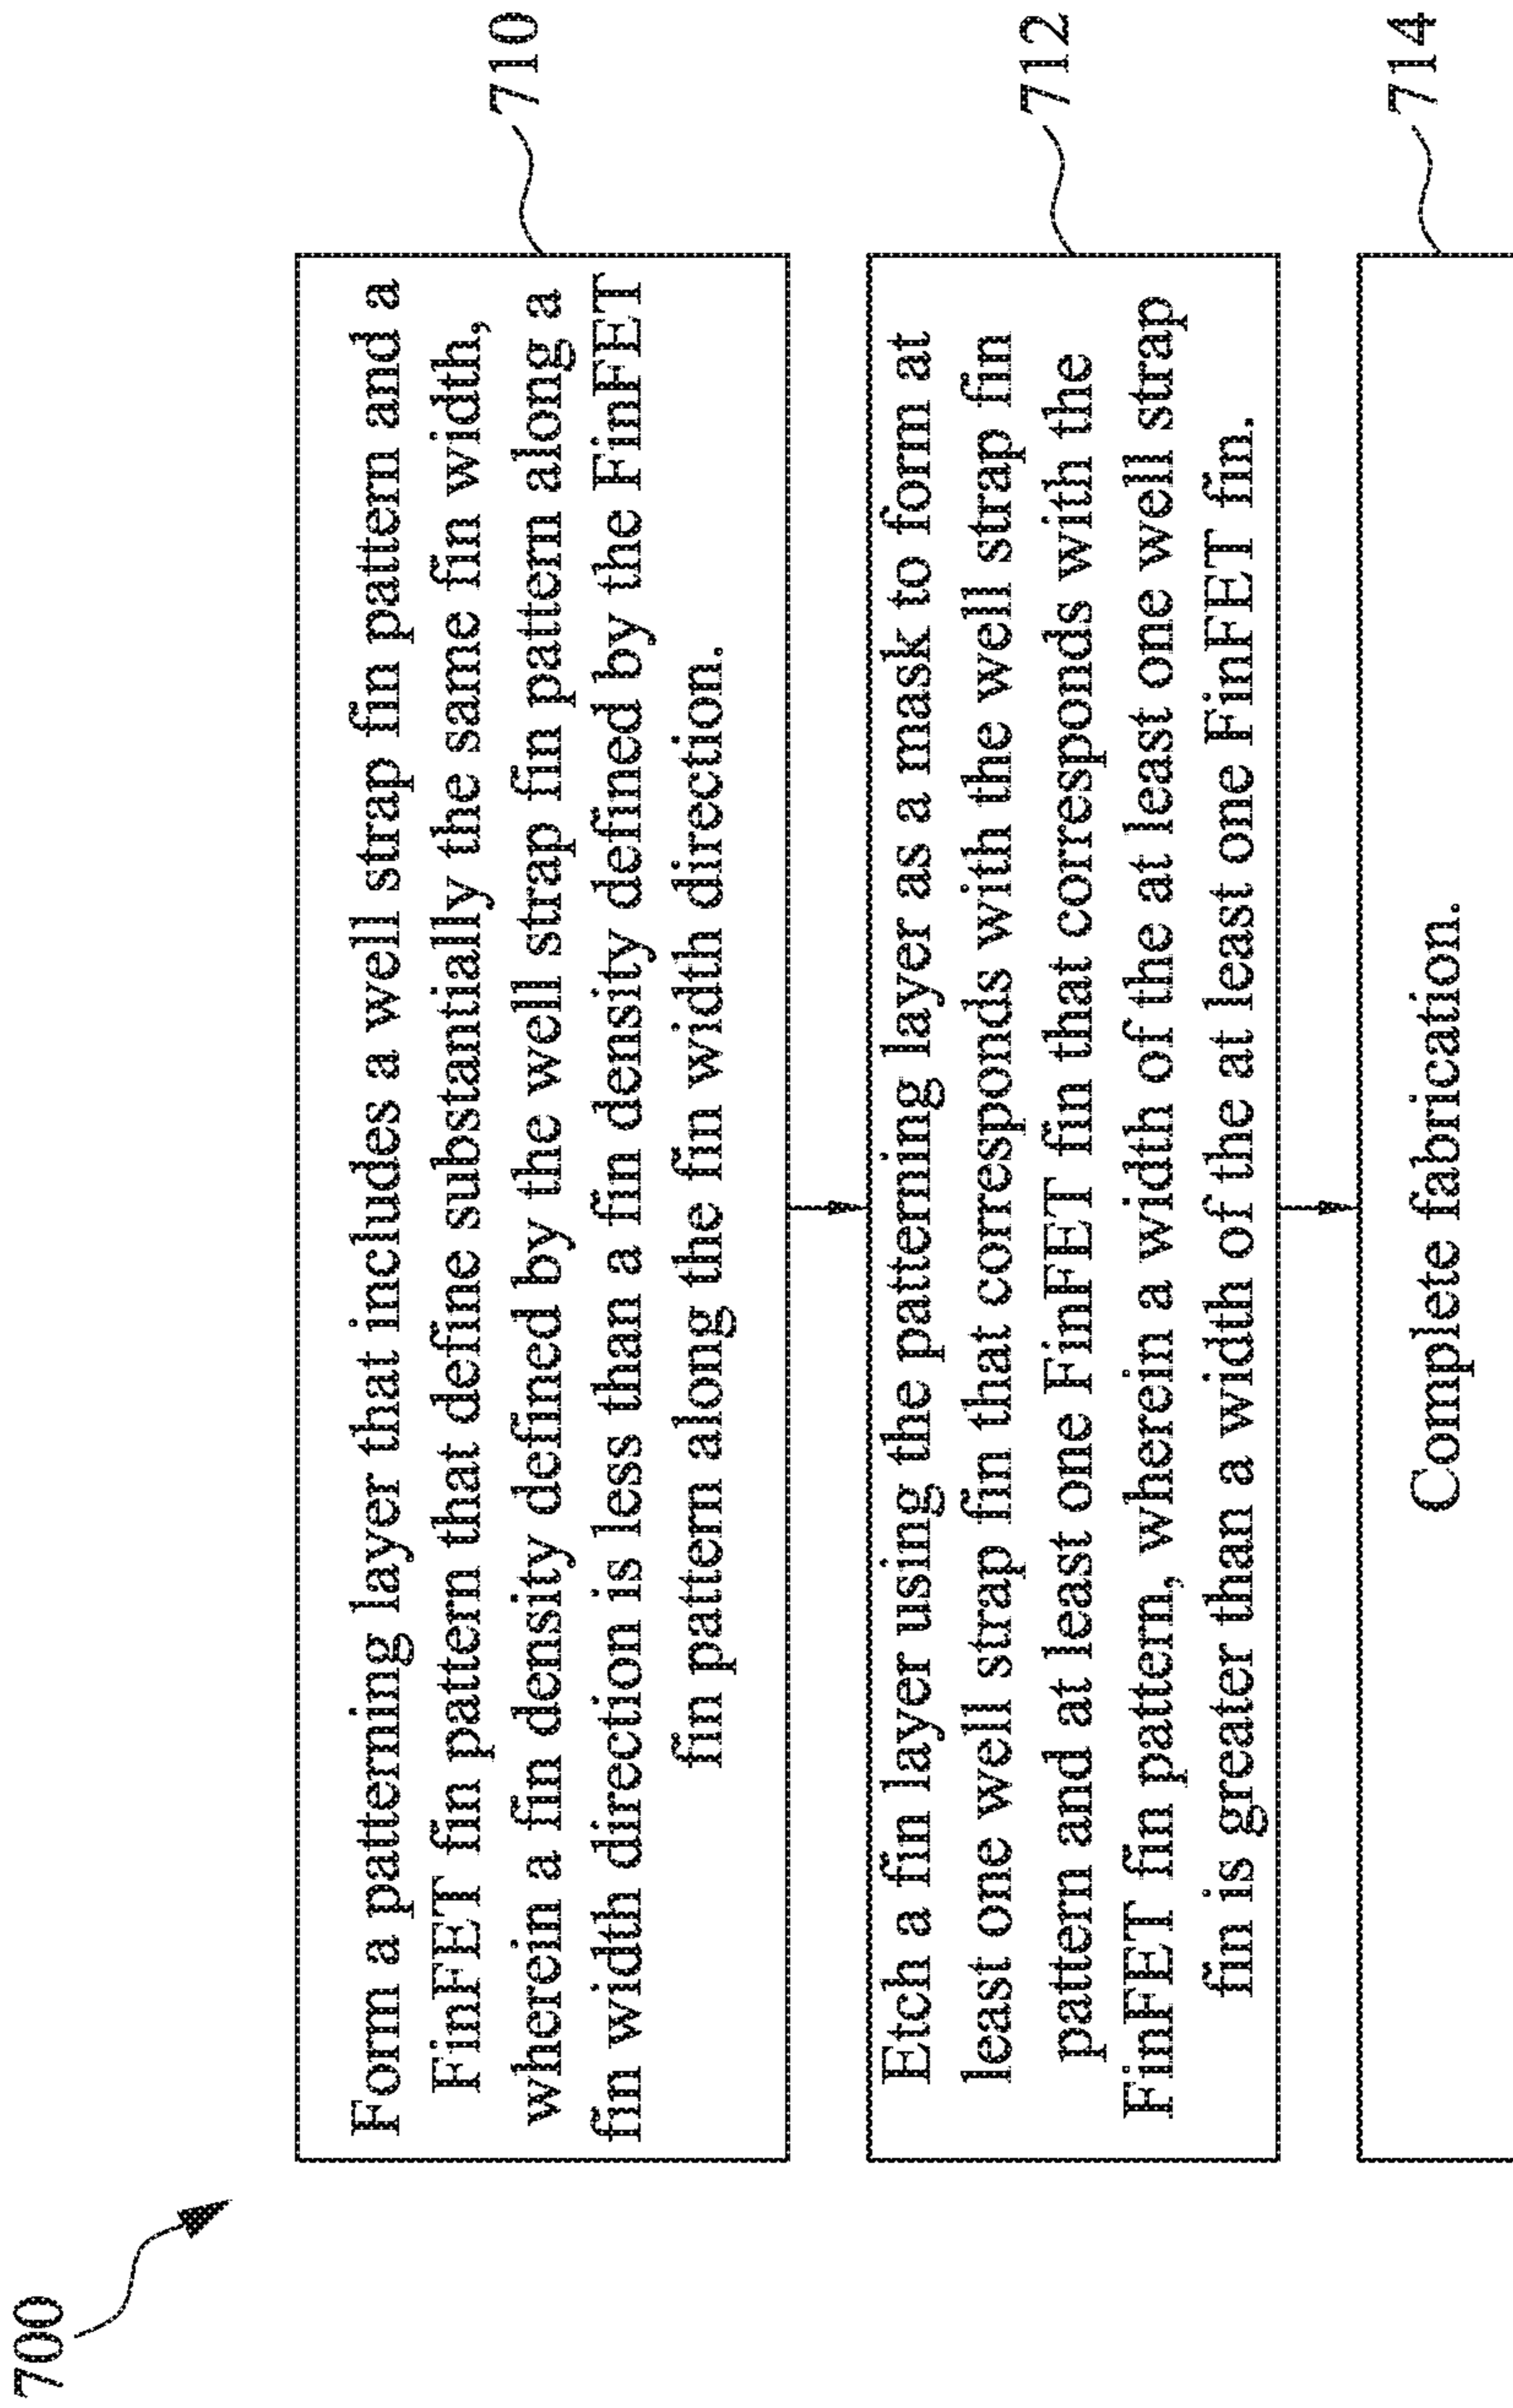 700
Form a patterning layer that includes a well strap fin pattern and a
FinFET fin pattern that define substantially the same fin width,
wherein a fin density defined by the well strap fin pattern along a
fin width direction is less than a fin density defined by the FinFET
fin pattern along the fin width direction.
710
Etch a fin layer using the patterning layer as a mask to form at
least one well strap fin that corresponds with the well strap fin
pattern and at least one FinFET fin that corresponds with the
FinFET fin pattern, wherein a width of the at least one well strap
fin is greater than a width of the at least one FinFET fin.
712
Complete fabrication.
714